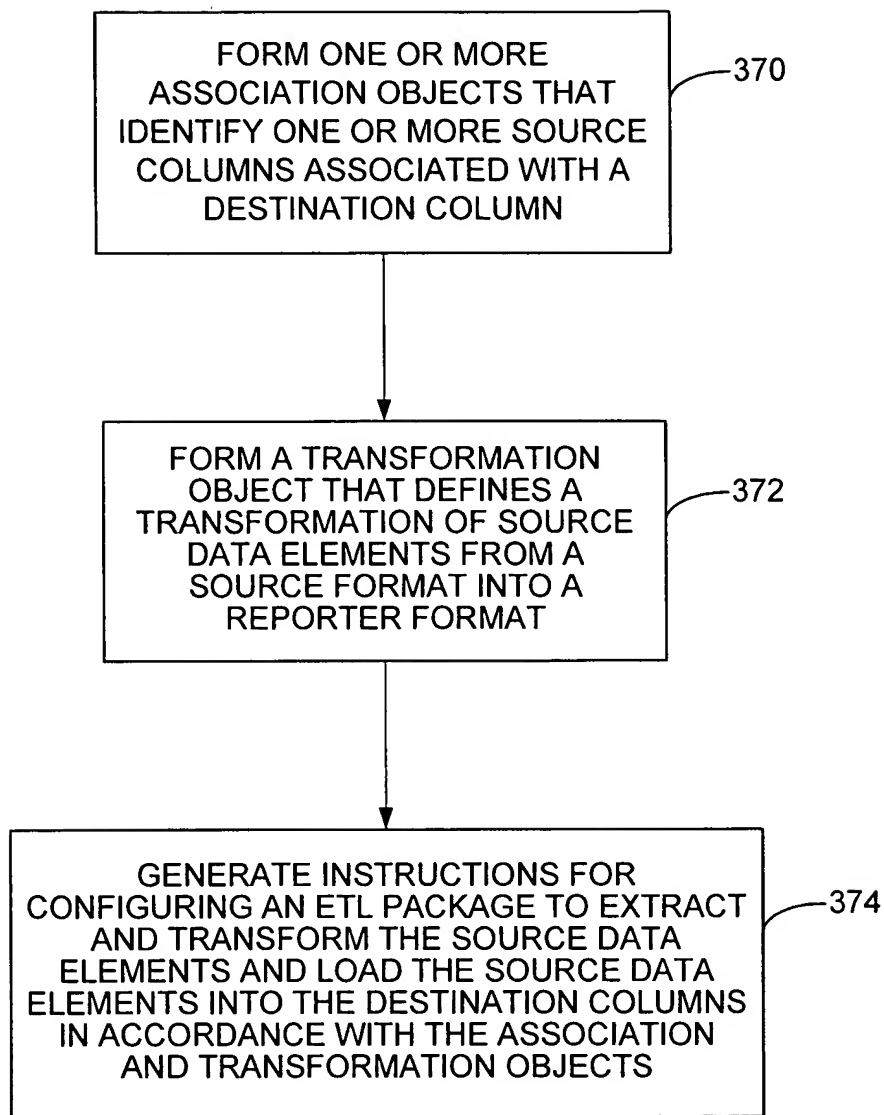 FORM ONE OR MORE
ASSOCIATION OBJECTS THAT
IDENTIFY ONE OR MORE SOURCE
COLUMNS ASSOCIATED WITH A
DESTINATION COLUMN
370
FORM A TRANSFORMATION
OBJECT THAT DEFINES A
TRANSFORMATION OF SOURCE
DATA ELEMENTS FROM A
SOURCE FORMAT INTO A
REPORTER FORMAT
372
GENERATE INSTRUCTIONS FOR
CONFIGURING AN ETL PACKAGE TO EXTRACT
AND TRANSFORM THE SOURCE DATA
ELEMENTS AND LOAD THE SOURCE DATA
ELEMENTS INTO THE DESTINATION COLUMNS
IN ACCORDANCE WITH THE ASSOCIATION
AND TRANSFORMATION OBJECTS
374